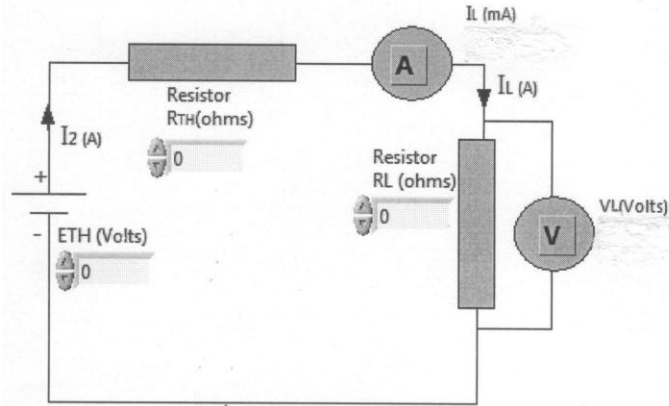 IL (mA)
A
IL (A)
Resistor
RTH(ohms)
0
I2 (A)
Resistor
RL (ohms)
0
+
-
ETH (Volts)
0
V
VL(Volts)